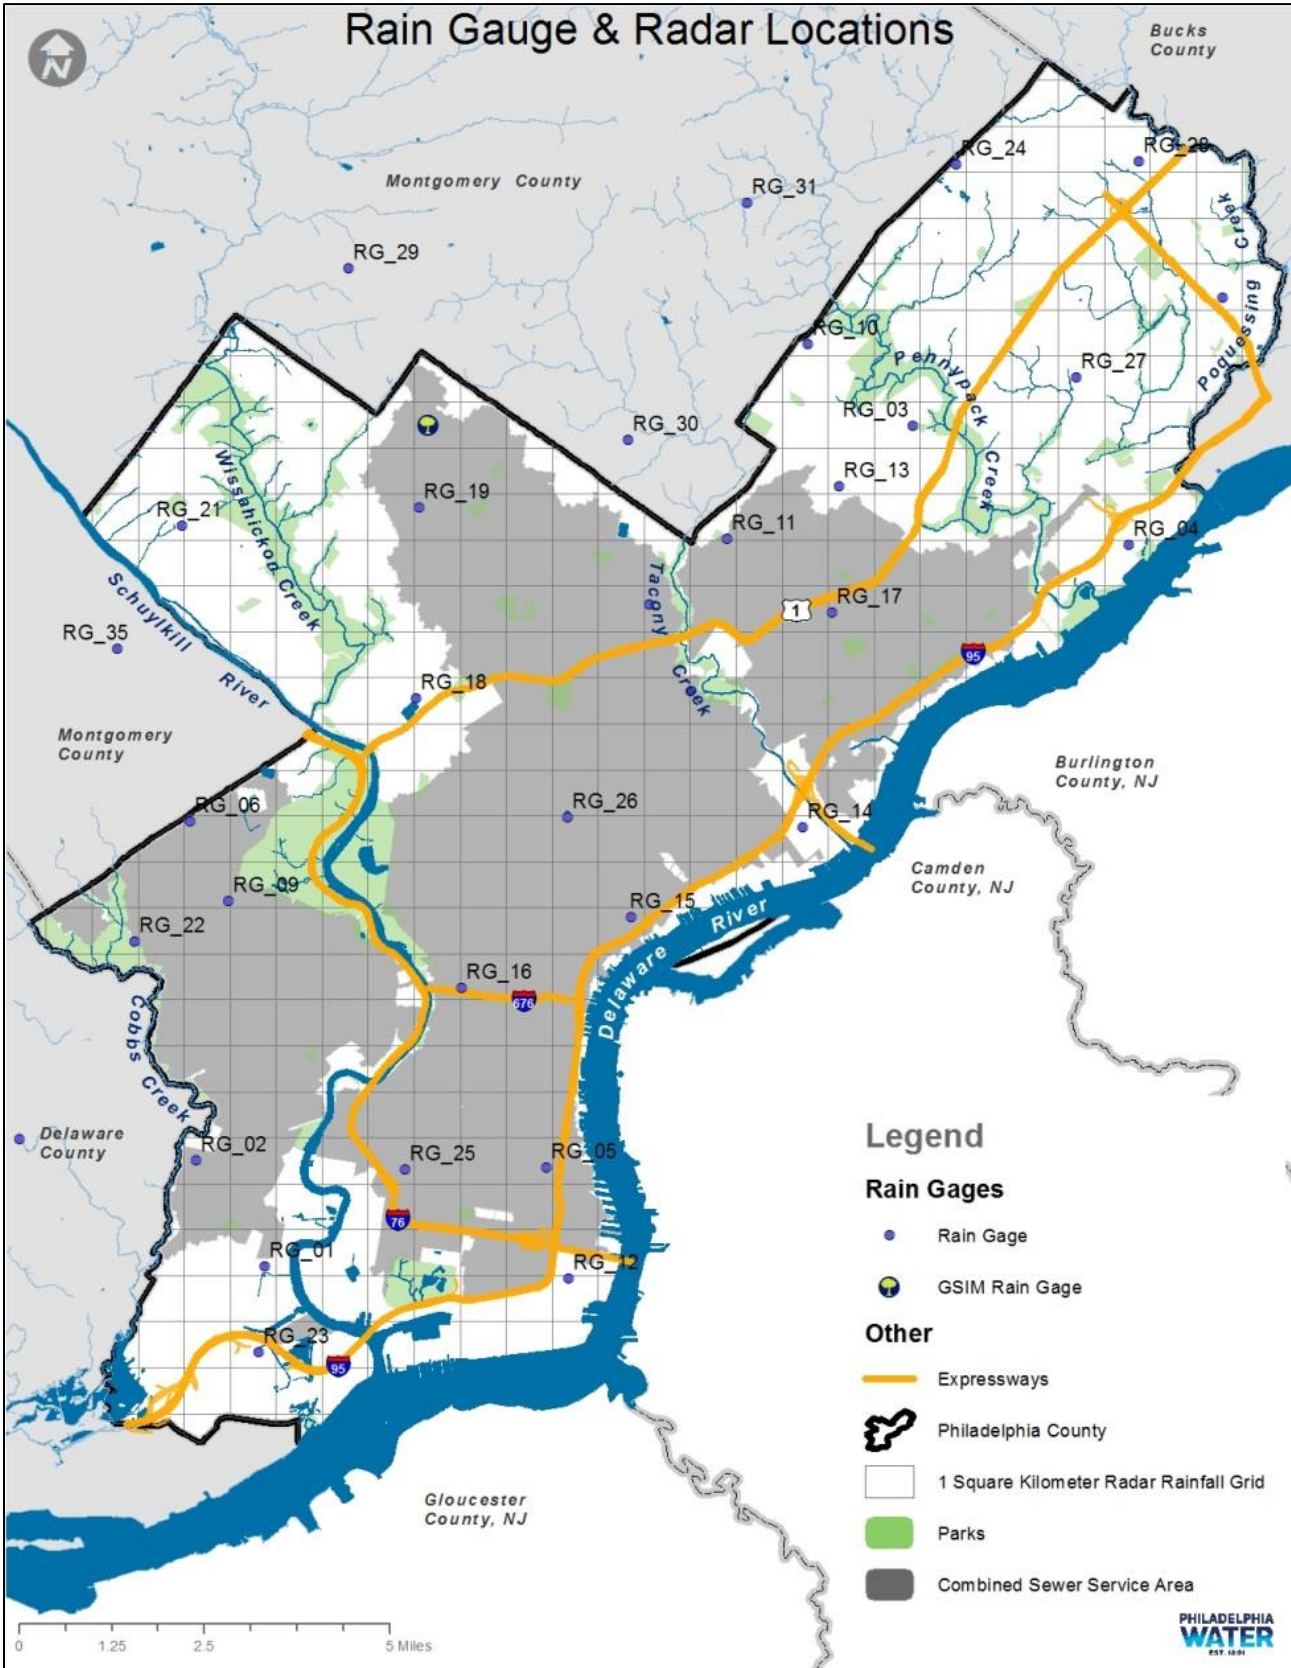 Rain Gauge & Radar Locations
N
Bucks
County
RG_24
RG_28
Montgomery County
RG_31
Creek
RG_29
Poquessing
RG_10
Pennypack
RG_27
RG_03
RG_30
Creek
Wissahickon Creek
RG_13
RG_19
RG_21
RG_11
RG_04
Tacony
Schuylkill
1
RG_17
RG_35
95
River
RG_18
Creek
Montgomery
County
Burlington
County, NJ
RG_06
RG_26
RG_14
Camden
County, NJ
RG_09
RG_15
River
RG_22
Delaware
RG_16
676
Cobbs
Creek
Delaware
County
RG_02
RG_25
RG_05
76
RG_01
RG_12
RG_23
95
Gloucester
County, NJ
Legend
Rain Gages
Rain Gage
GSIM Rain Gage
Other
Expressways
Philadelphia County
1 Square Kilometer Radar Rainfall Grid
Parks
Combined Sewer Service Area
0 1.25 2.5 5 Miles
PHILADELPHIA
WATER
EST. 1801